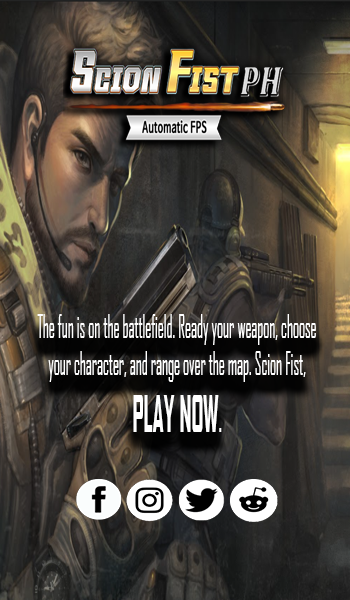 SCION FIST PH
Automatic FPS
The fun is on the battlefield. Ready your weapon, choose
your character, and range over the map. Scion Fist,
PLAY NOW.